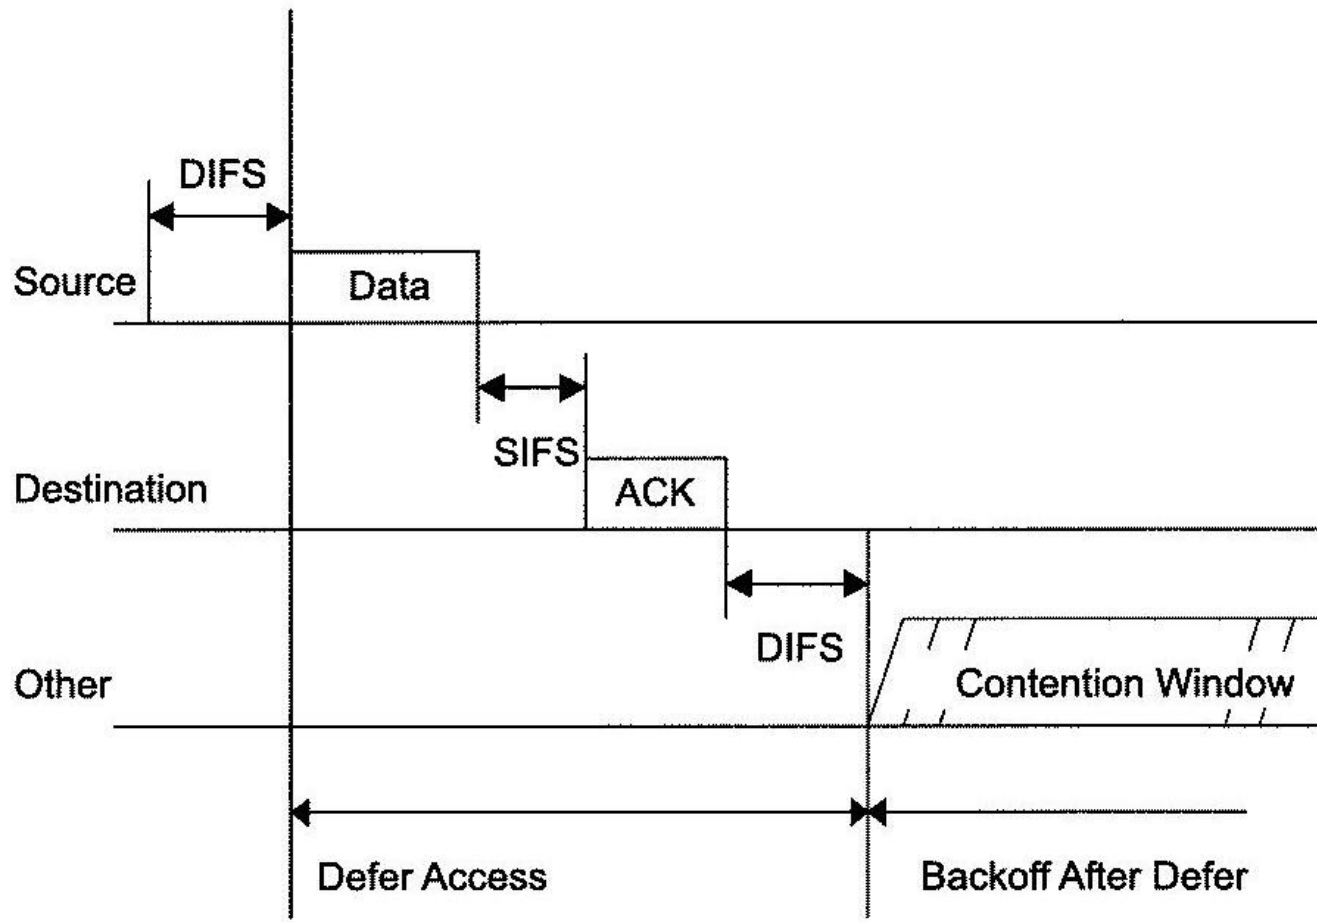 DIFS
Source
Data
SIFS
Destination
ACK
DIFS
Other
Contention Window
Defer Access
Backoff After Defer